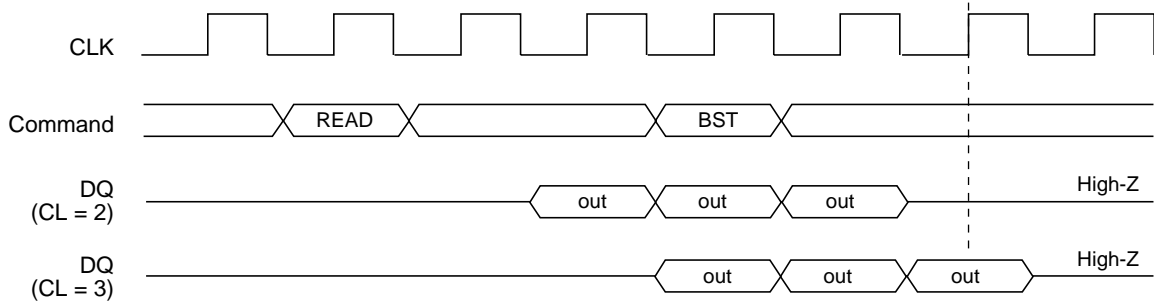 CLK
Command READ BST
DQ
(CL = 2) out out out High-Z
DQ
(CL = 3) out out out High-Z